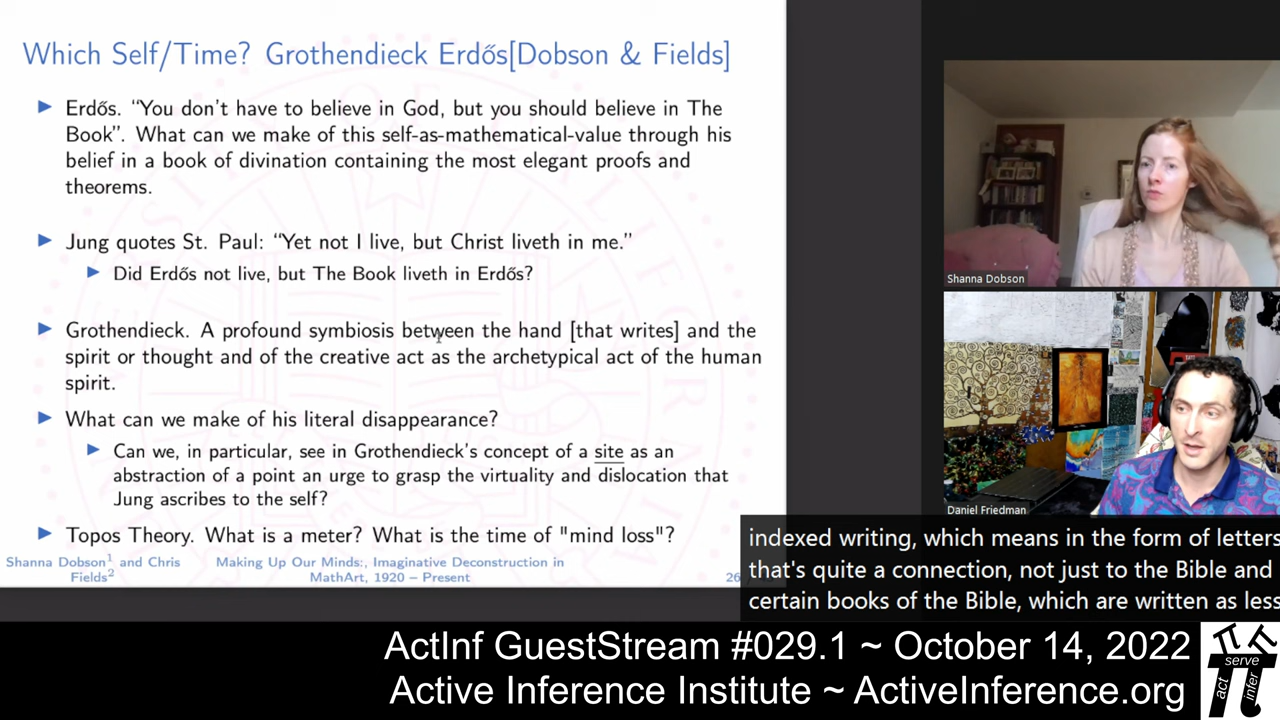 Which Self/Time? Grothendieck Erdős[Dobson & Fields]
Erdős. “You don’t have to believe in God, but you should believe in The
Book”. What can we make of this self-as-mathematical-value through his
belief in a book of divination containing the most elegant proofs and
theorems.
Jung quotes St. Paul: “Yet not I live, but Christ liveth in me.”
Did Erdős not live, but The Book liveth in Erdős?
Grothendieck. A profound symbiosis between the hand [that writes] and the
spirit or thought and of the creative act as the archetypical act of the human
spirit.
What can we make of his literal disappearance?
Can we, in particular, see in Grothendieck’s concept of a site as an
abstraction of a point an urge to grasp the virtuality and dislocation that
Jung ascribes to the self?
Topos Theory. What is a meter? What is the time of "mind loss"?
Shanna Dobson1 and Chris
Fields2
Making Up Our Minds:, Imaginative Deconstruction in
MathArt, 1920 – Present
26
Shanna Dobson
Daniel Friedman
indexed writing, which means in the form of letters
that's quite a connection, not just to the Bible and
certain books of the Bible, which are written as less
ActInf GuestStream #029.1 ~ October 14, 2022
Active Inference Institute ~ ActiveInference.org
serve
act
infer